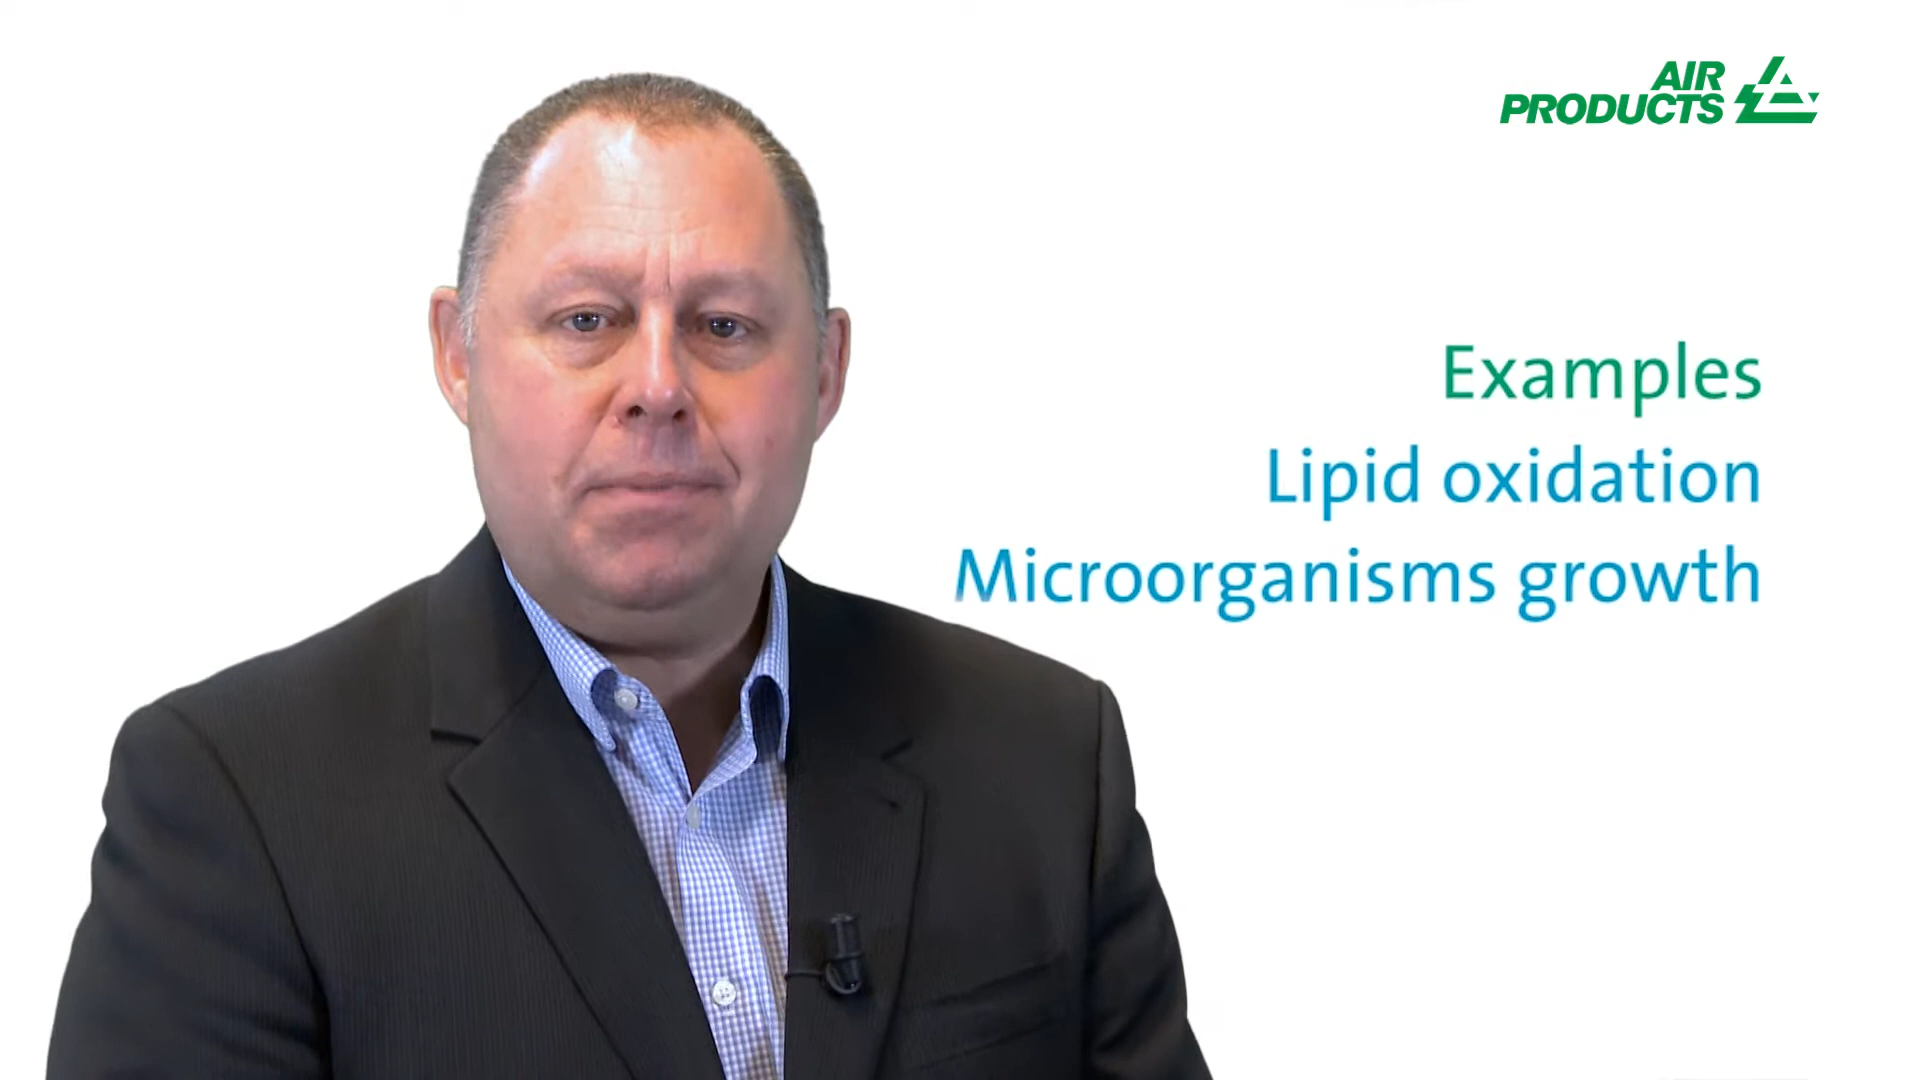 AIR
PRODUCTS
Examples
Lipid oxidation
Microorganisms growth